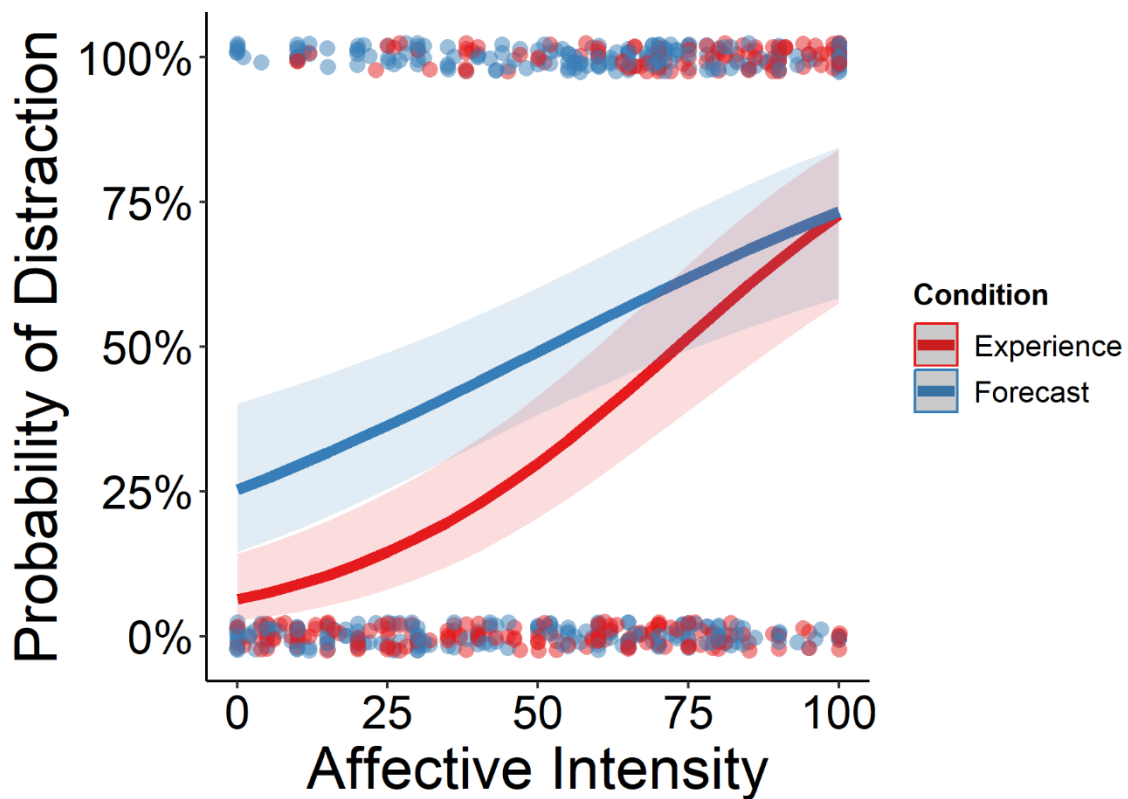 Probability of Distraction
100%
75%
50%
25%
0%
0 25 50 75 100
Affective Intensity
Condition
Experience
Forecast